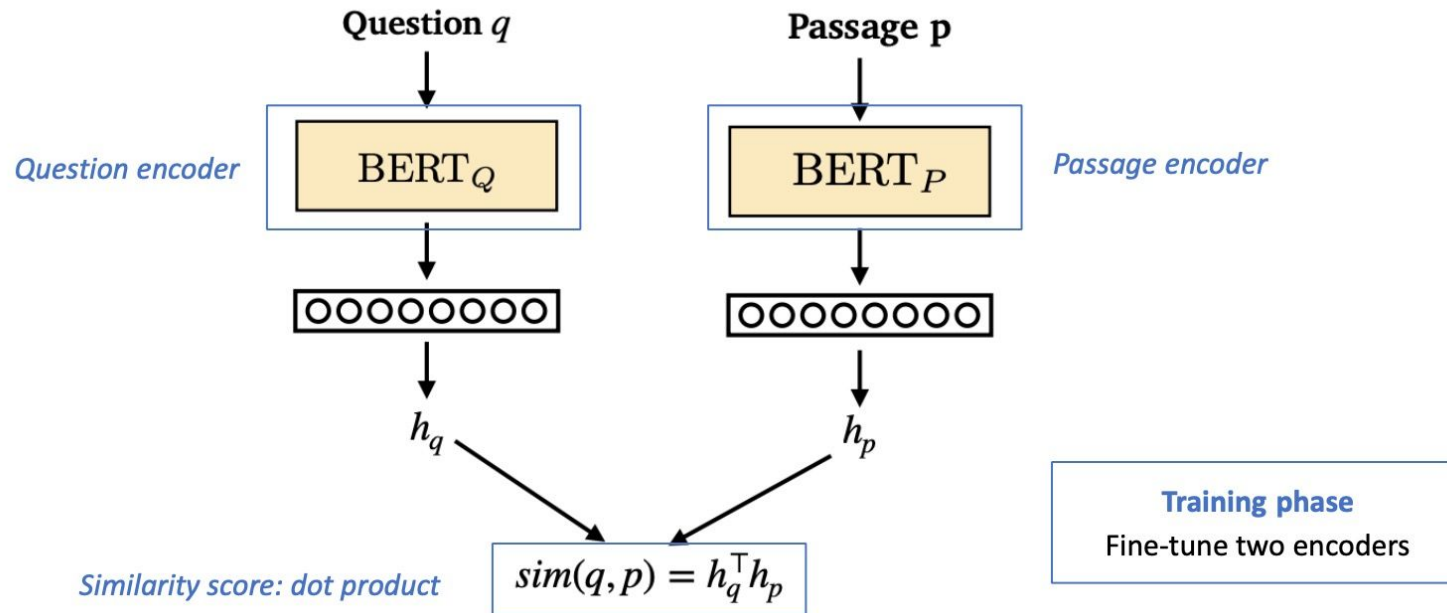 Question q
Passage p
Question encoder
BERT_Q
BERT_P
Passage encoder
h_q
h_p
Training phase
Fine-tune two encoders
Similarity score: dot product
sim(q, p) = h_q^⊤ h_p